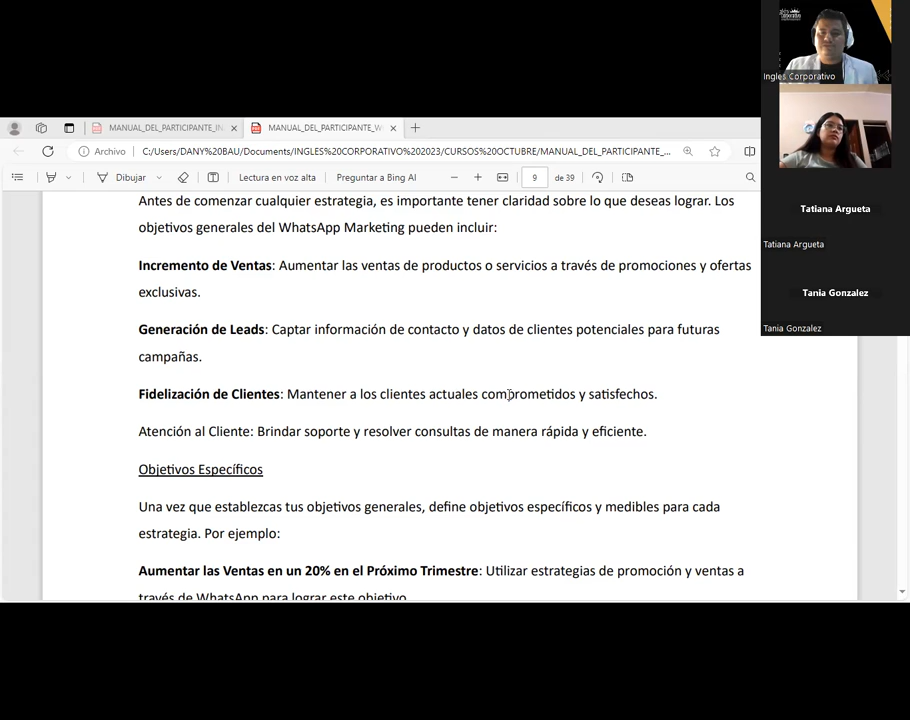 MANUAL_DEL_PARTICIPANTE_IN
MANUAL_DEL_PARTICIPANTE_W
Archivo
C:/Users/DANY%20BAU/Documents/INGLES%20CORPORATIVO%202023/CURSOS%20OCTUBRE/MANUAL_DEL_PARTICIPANTE_...
Dibujar
Lectura en voz alta
Preguntar a Bing AI
9
de 39
Antes de comenzar cualquier estrategia, es importante tener claridad sobre lo que deseas lograr. Los
objetivos generales del WhatsApp Marketing pueden incluir:
Incremento de Ventas: Aumentar las ventas de productos o servicios a través de promociones y ofertas
exclusivas.
Generación de Leads: Captar información de contacto y datos de clientes potenciales para futuras
campañas.
Fidelización de Clientes: Mantener a los clientes actuales comprometidos y satisfechos.
Atención al Cliente: Brindar soporte y resolver consultas de manera rápida y eficiente.
Objetivos Específicos
Una vez que establezcas tus objetivos generales, define objetivos específicos y medibles para cada
estrategia. Por ejemplo:
Aumentar las Ventas en un 20% en el Próximo Trimestre: Utilizar estrategias de promoción y ventas a
través de WhatsApp para lograr este objetivo.
Ingles Corporativo
Tatiana Argueta
Tatiana Argueta
Tania Gonzalez
Tania Gonzalez